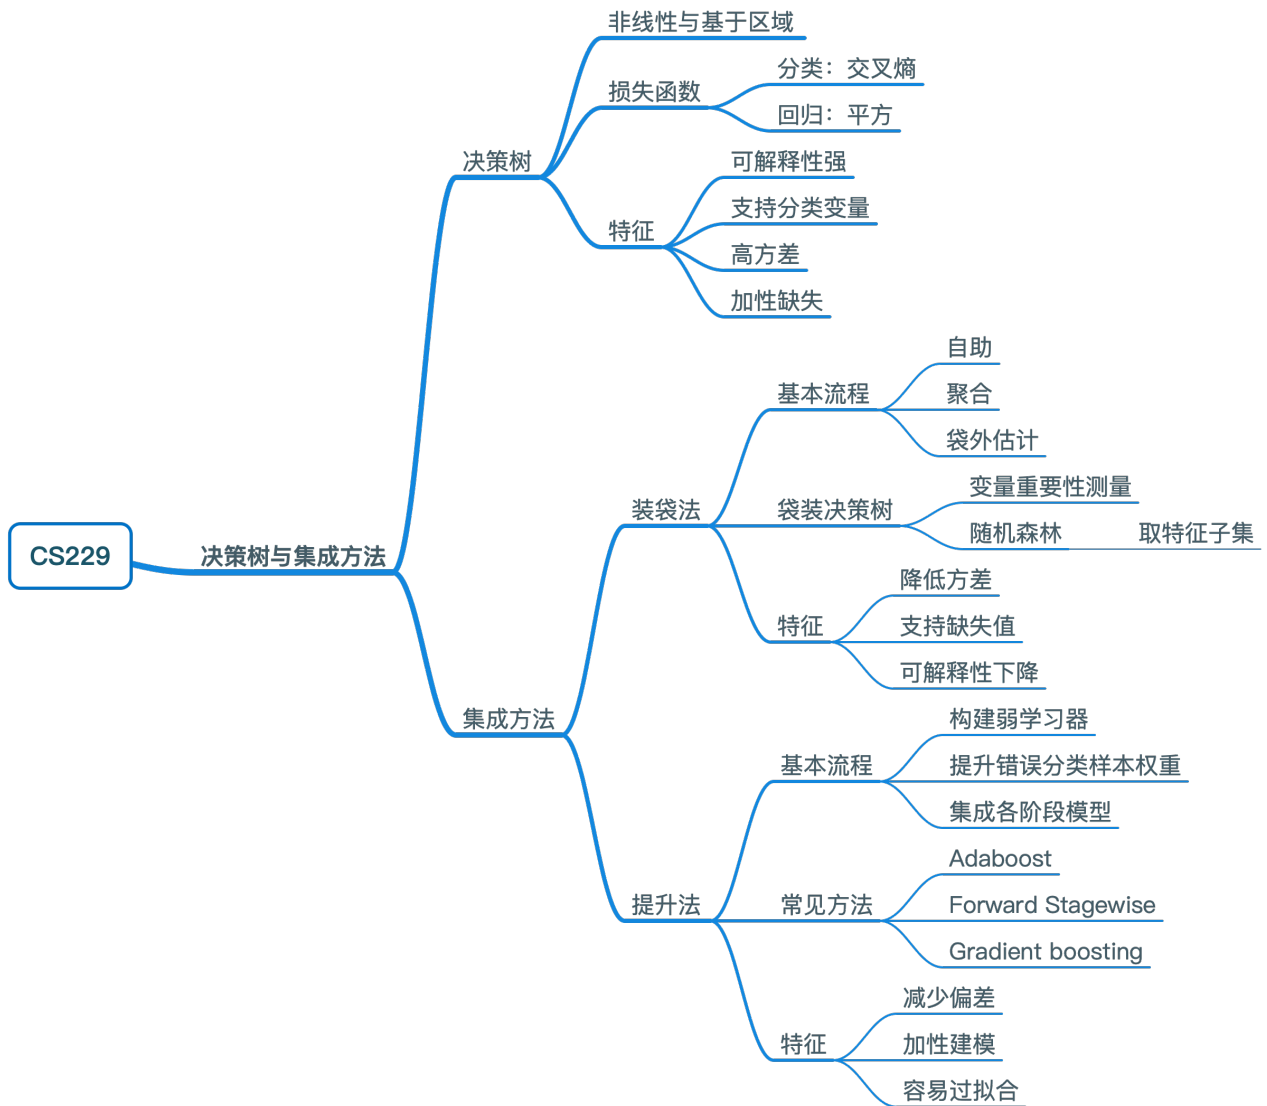 非线性与基于区域
分类：交叉熵
损失函数
回归：平方
可解释性强
决策树
支持分类变量
特征
高方差
加性缺失
自助
基本流程
聚合
袋外估计
变量重要性测量
装袋法
袋装决策树
随机森林
取特征子集
CS229
决策树与集成方法
降低方差
特征
支持缺失值
可解释性下降
集成方法
构建弱学习器
基本流程
提升错误分类样本权重
集成各阶段模型
Adaboost
提升法
常见方法
Forward Stagewise
Gradient boosting
减少偏差
特征
加性建模
容易过拟合